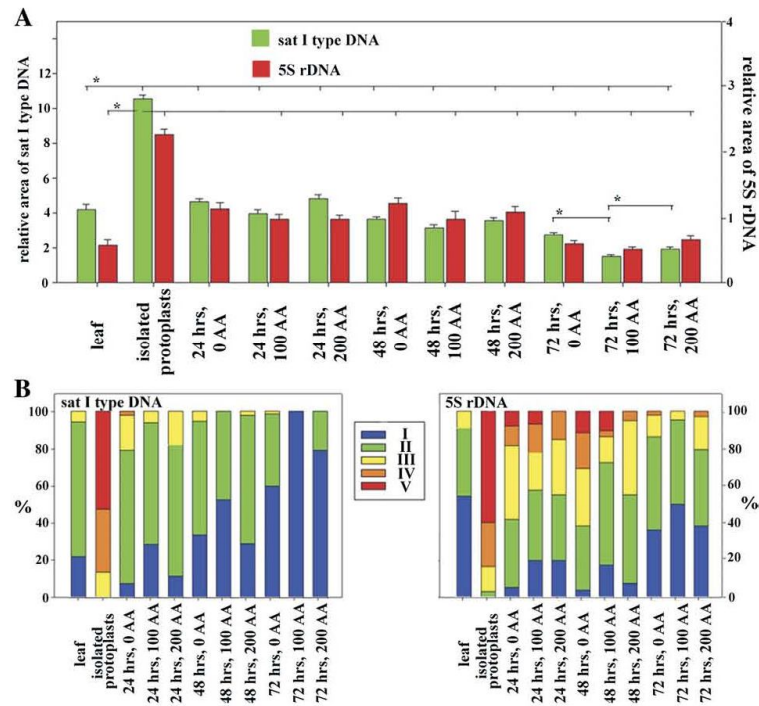 A
sat I type DNA
5S rDNA
relative area of sat I type DNA
relative area of 5S rDNA
12
10
8
6
4
2
0
4
3
2
1
0
*
*
*
*
leaf
isolated
protoplasts
24 hrs,
0 AA
24 hrs,
100 AA
24 hrs,
200 AA
48 hrs,
0 AA
48 hrs,
100 AA
48 hrs,
200 AA
72 hrs,
0 AA
72 hrs,
100 AA
72 hrs,
200 AA
B
sat I type DNA
5S rDNA
100
80
60
%
40
20
0
I
II
III
IV
V
100
80
60
%
40
20
0
leaf
isolated
protoplasts
24 hrs, 0 AA
24 hrs, 100 AA
24 hrs, 200 AA
48 hrs, 0 AA
48 hrs, 100 AA
48 hrs, 200 AA
72 hrs, 0 AA
72 hrs, 100 AA
72 hrs, 200 AA
leaf
isolated
protoplasts
24 hrs, 0 AA
24 hrs, 100 AA
24 hrs, 200 AA
48 hrs, 0 AA
48 hrs, 100 AA
48 hrs, 200 AA
72 hrs, 0 AA
72 hrs, 100 AA
72 hrs, 200 AA